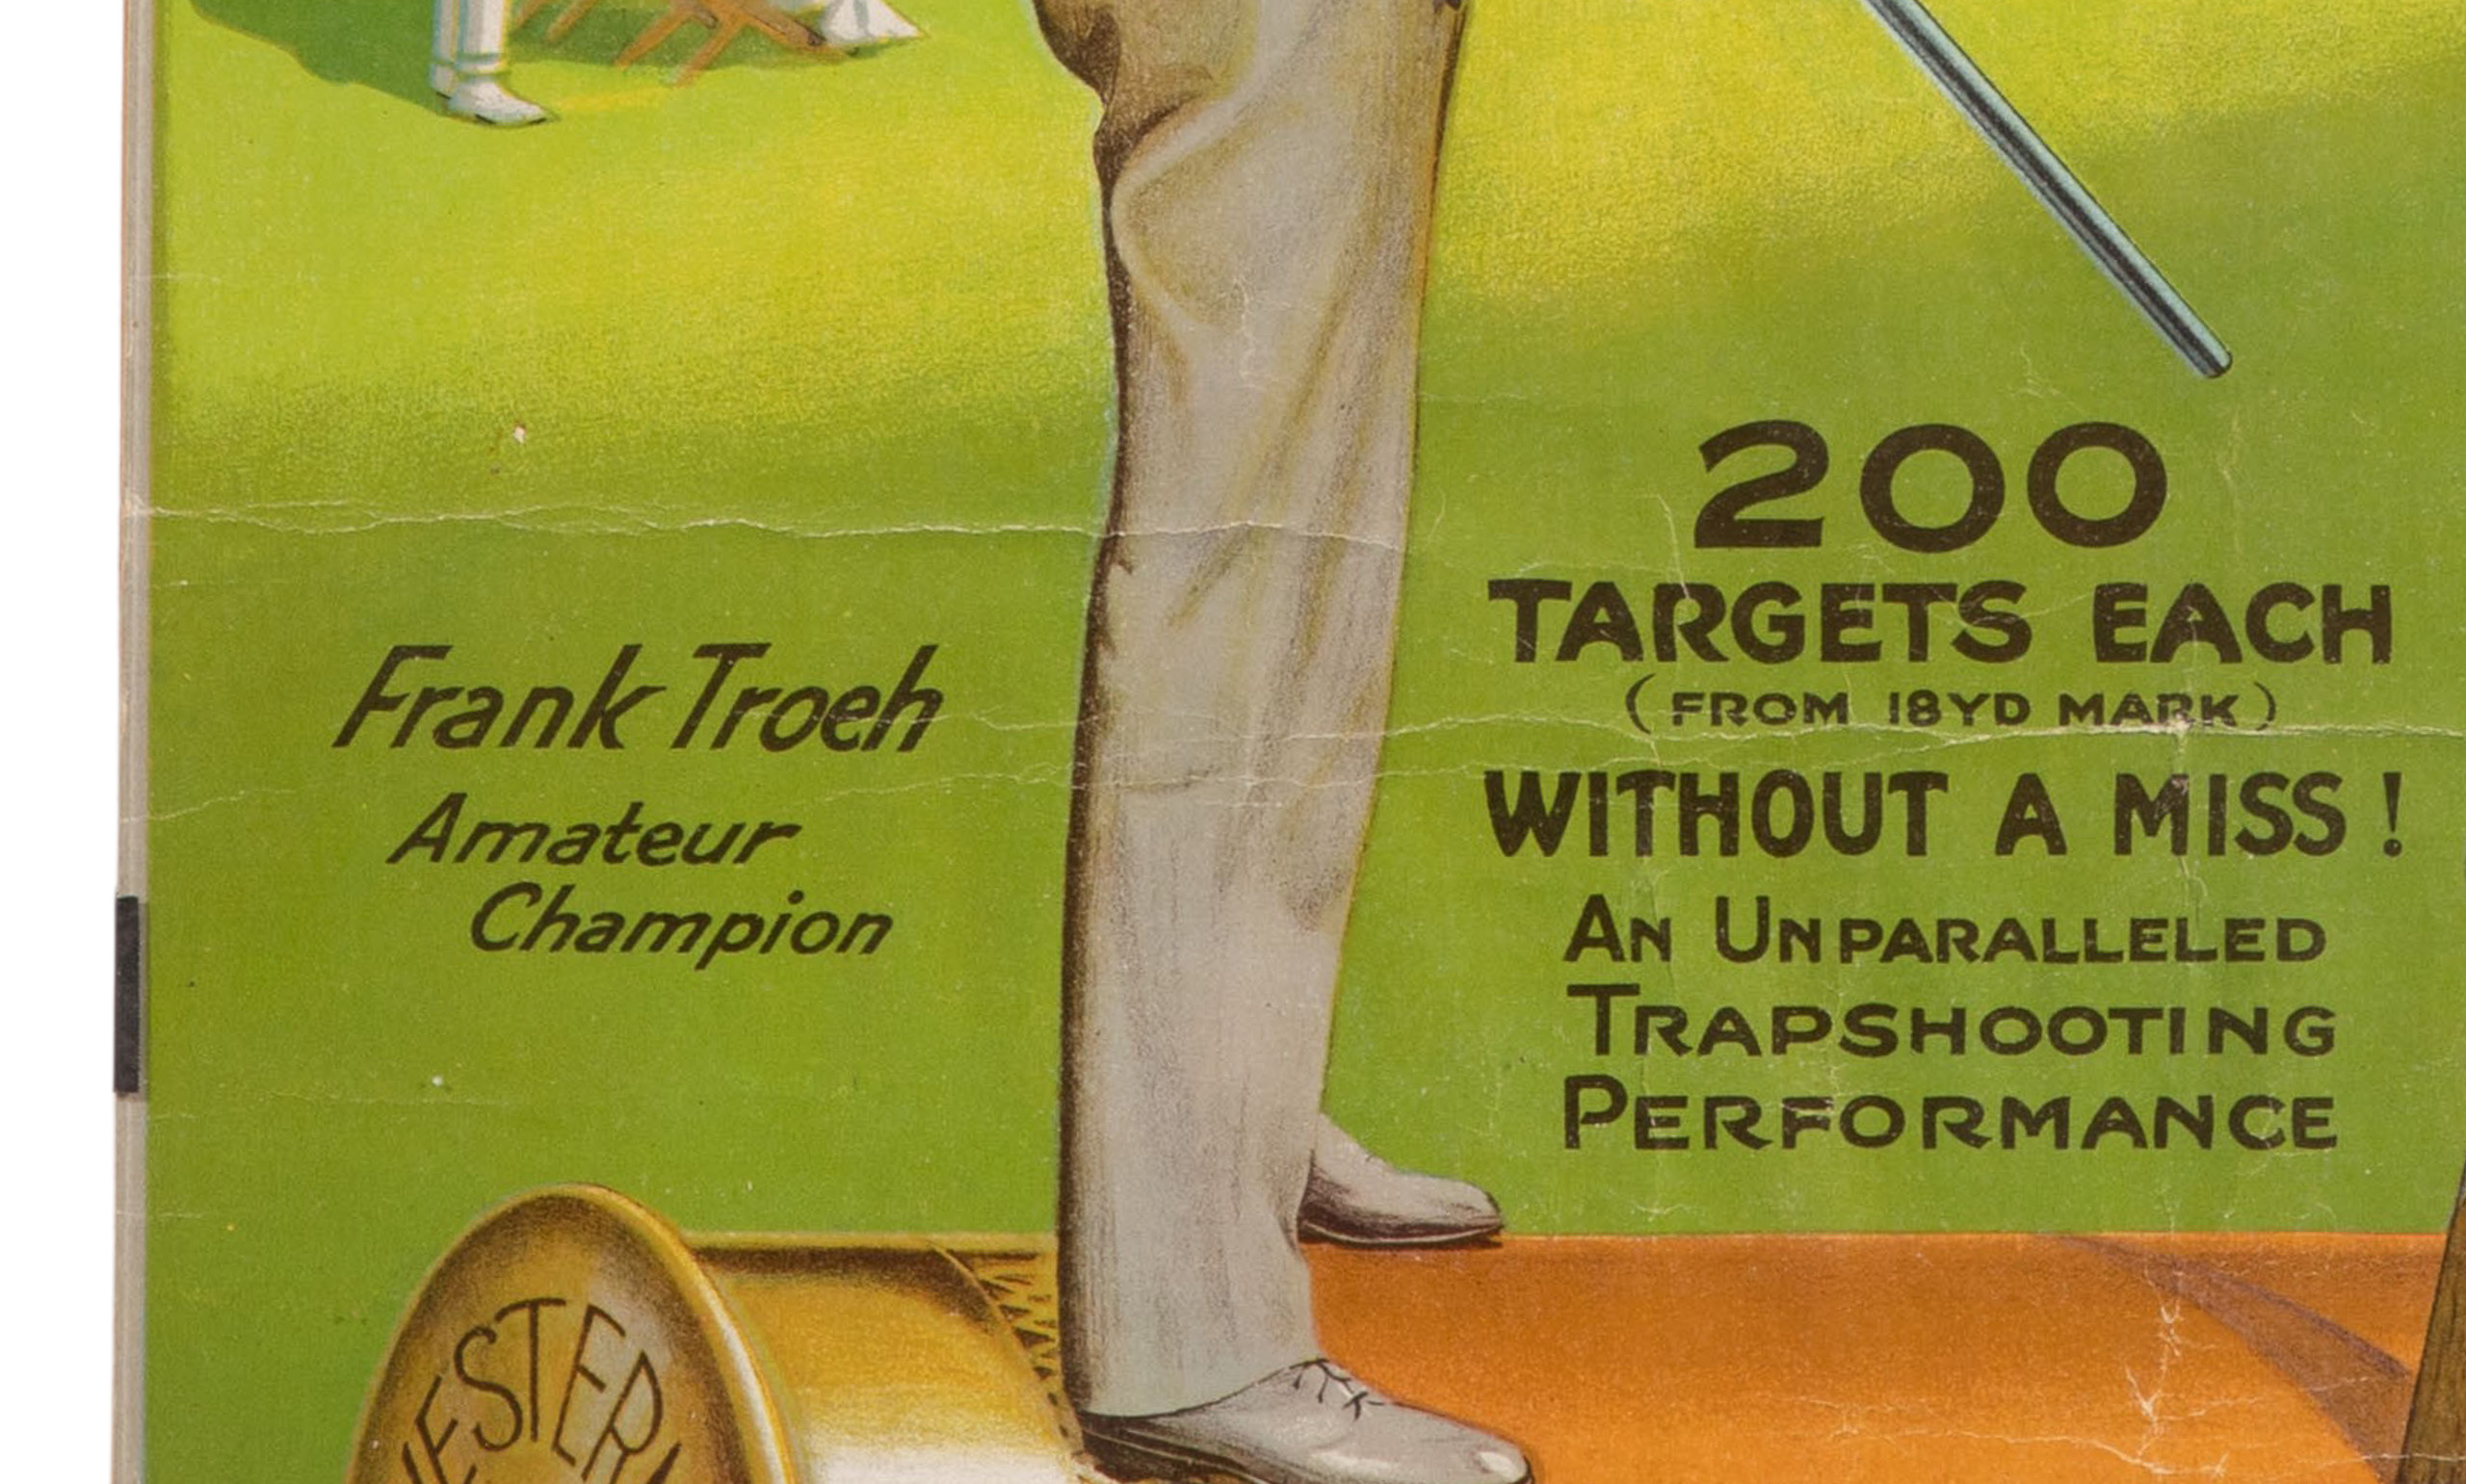 Frank Troeh
Amateur
Champion
200
TARGETS EACH
(FROM 18YD MARK)
WITHOUT A MISS!
AN UNPARALLELED
TRAPSHOOTING
PERFORMANCE